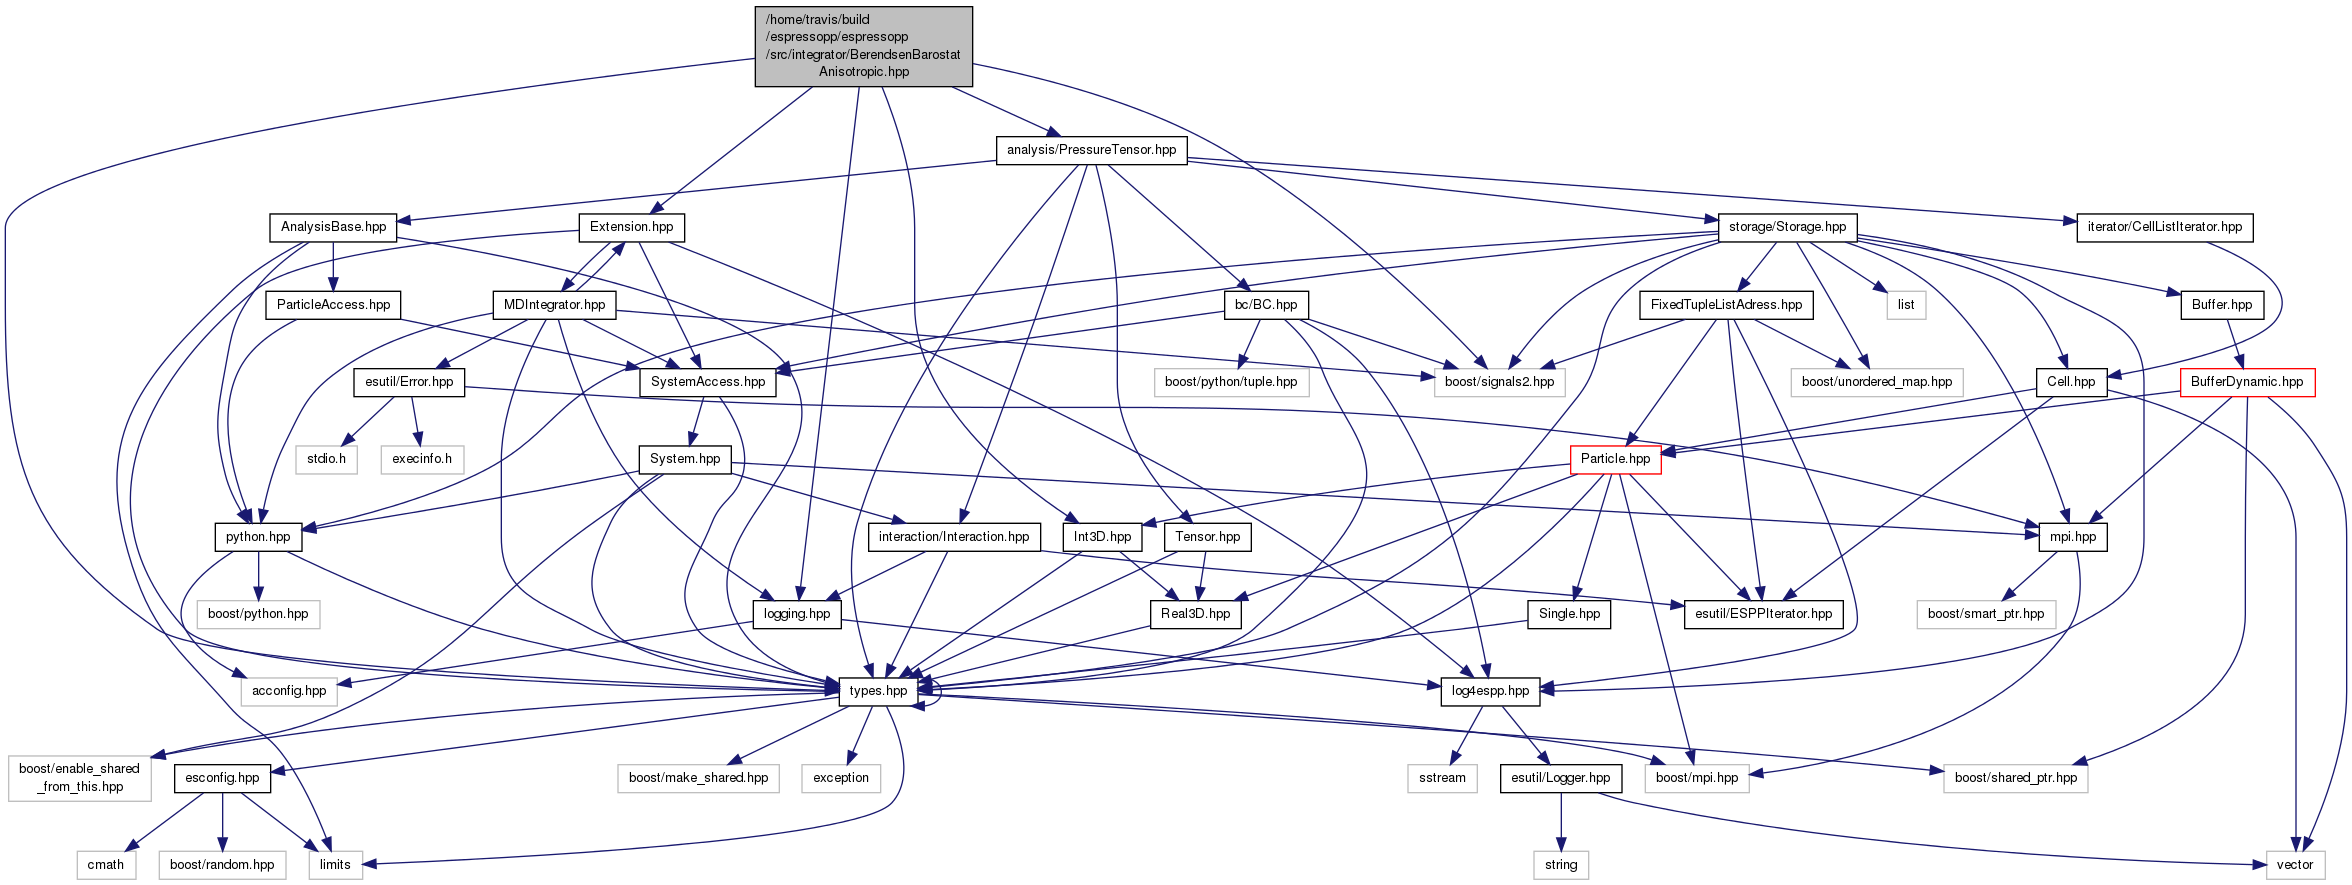 /home/travis/build
/espressopp/espressopp
/src/integrator/BerendsenBarostat
Anisotropic.hpp
analysis/PressureTensor.hpp
AnalysisBase.hpp
Extension.hpp
storage/Storage.hpp
iterator/CellListIterator.hpp
ParticleAccess.hpp
MDIntegrator.hpp
bc/BC.hpp
FixedTupleListAdress.hpp
list
Buffer.hpp
esutil/Error.hpp
SystemAccess.hpp
boost/python/tuple.hpp
boost/signals2.hpp
boost/unordered_map.hpp
Cell.hpp
BufferDynamic.hpp
stdio.h
execinfo.h
System.hpp
Particle.hpp
python.hpp
interaction/Interaction.hpp
Int3D.hpp
Tensor.hpp
mpi.hpp
boost/python.hpp
logging.hpp
Real3D.hpp
Single.hpp
esutil/ESPPIterator.hpp
boost/smart_ptr.hpp
acconfig.hpp
types.hpp
log4espp.hpp
boost/enable_shared
_from_this.hpp
esconfig.hpp
boost/make_shared.hpp
exception
sstream
esutil/Logger.hpp
boost/mpi.hpp
boost/shared_ptr.hpp
cmath
boost/random.hpp
limits
string
vector